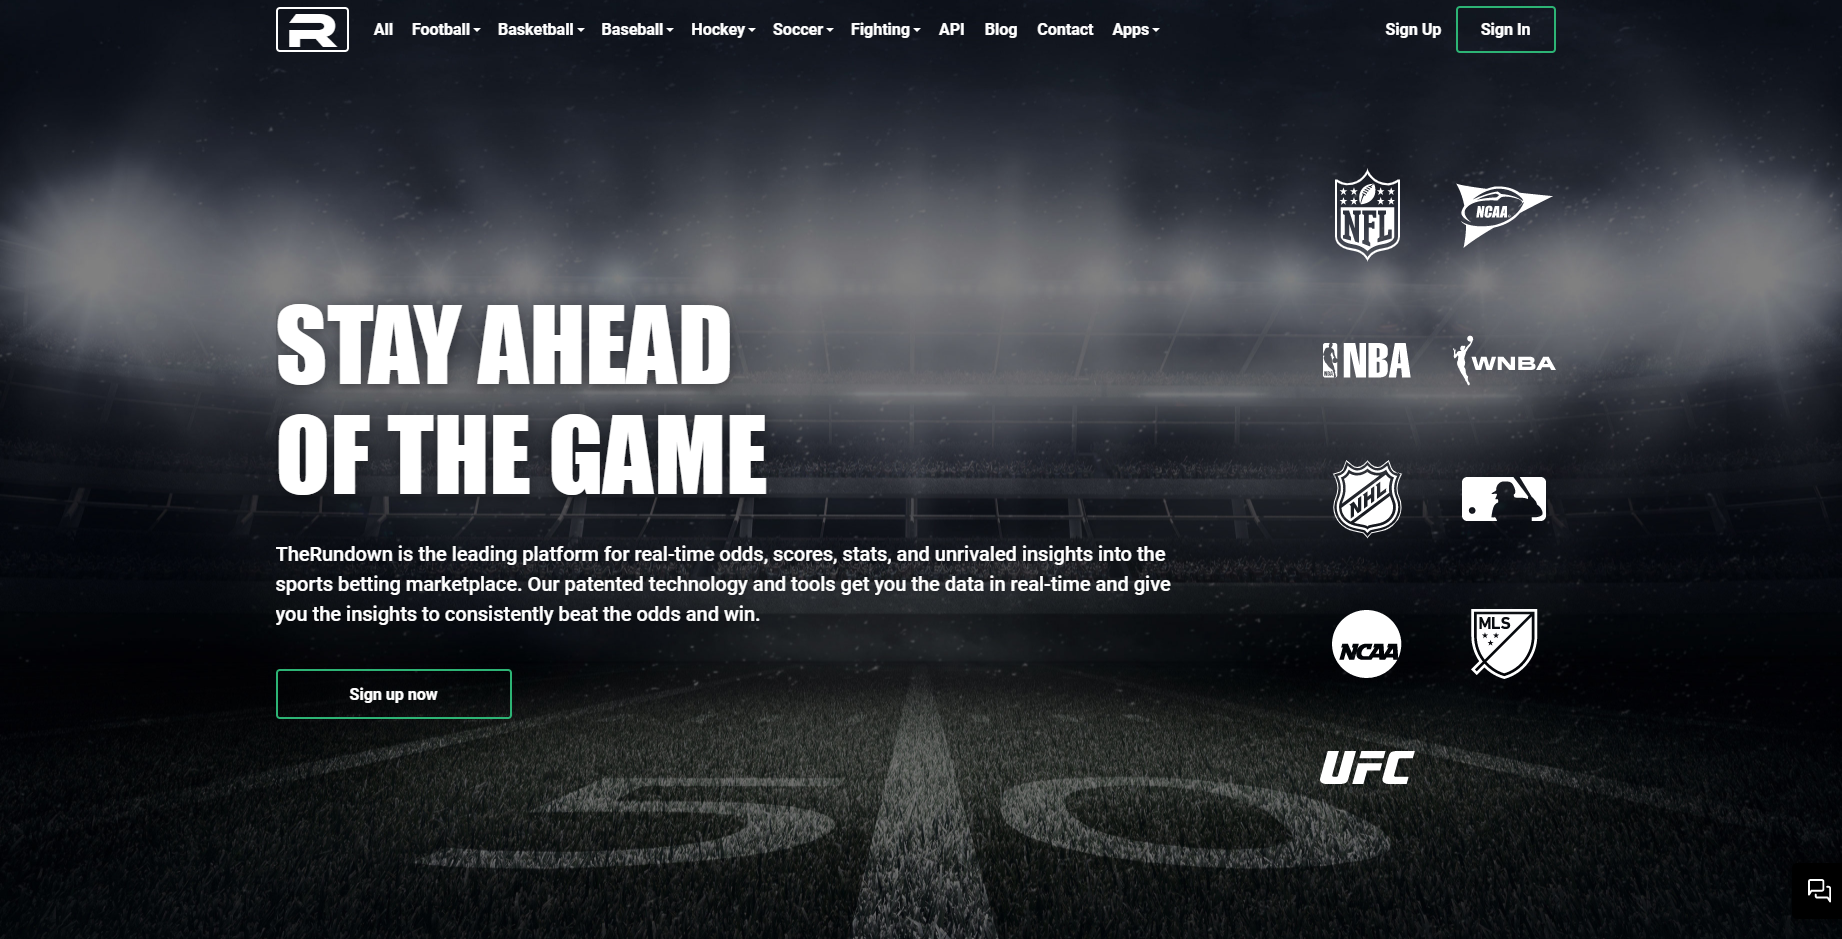 R
All Football Basketball Baseball Hockey Soccer Fighting API Blog Contact Apps Sign Up Sign In
NFL NCAA
STAY AHEAD
NBA WNBA
OF THE GAME
NHL
TheRundown is the leading platform for real-time odds, scores, stats, and unrivaled insights into the
sports betting marketplace. Our patented technology and tools get you the data in real-time and give
you the insights to consistently beat the odds and win.
NCAA MLS
Sign up now
UFC
5 0